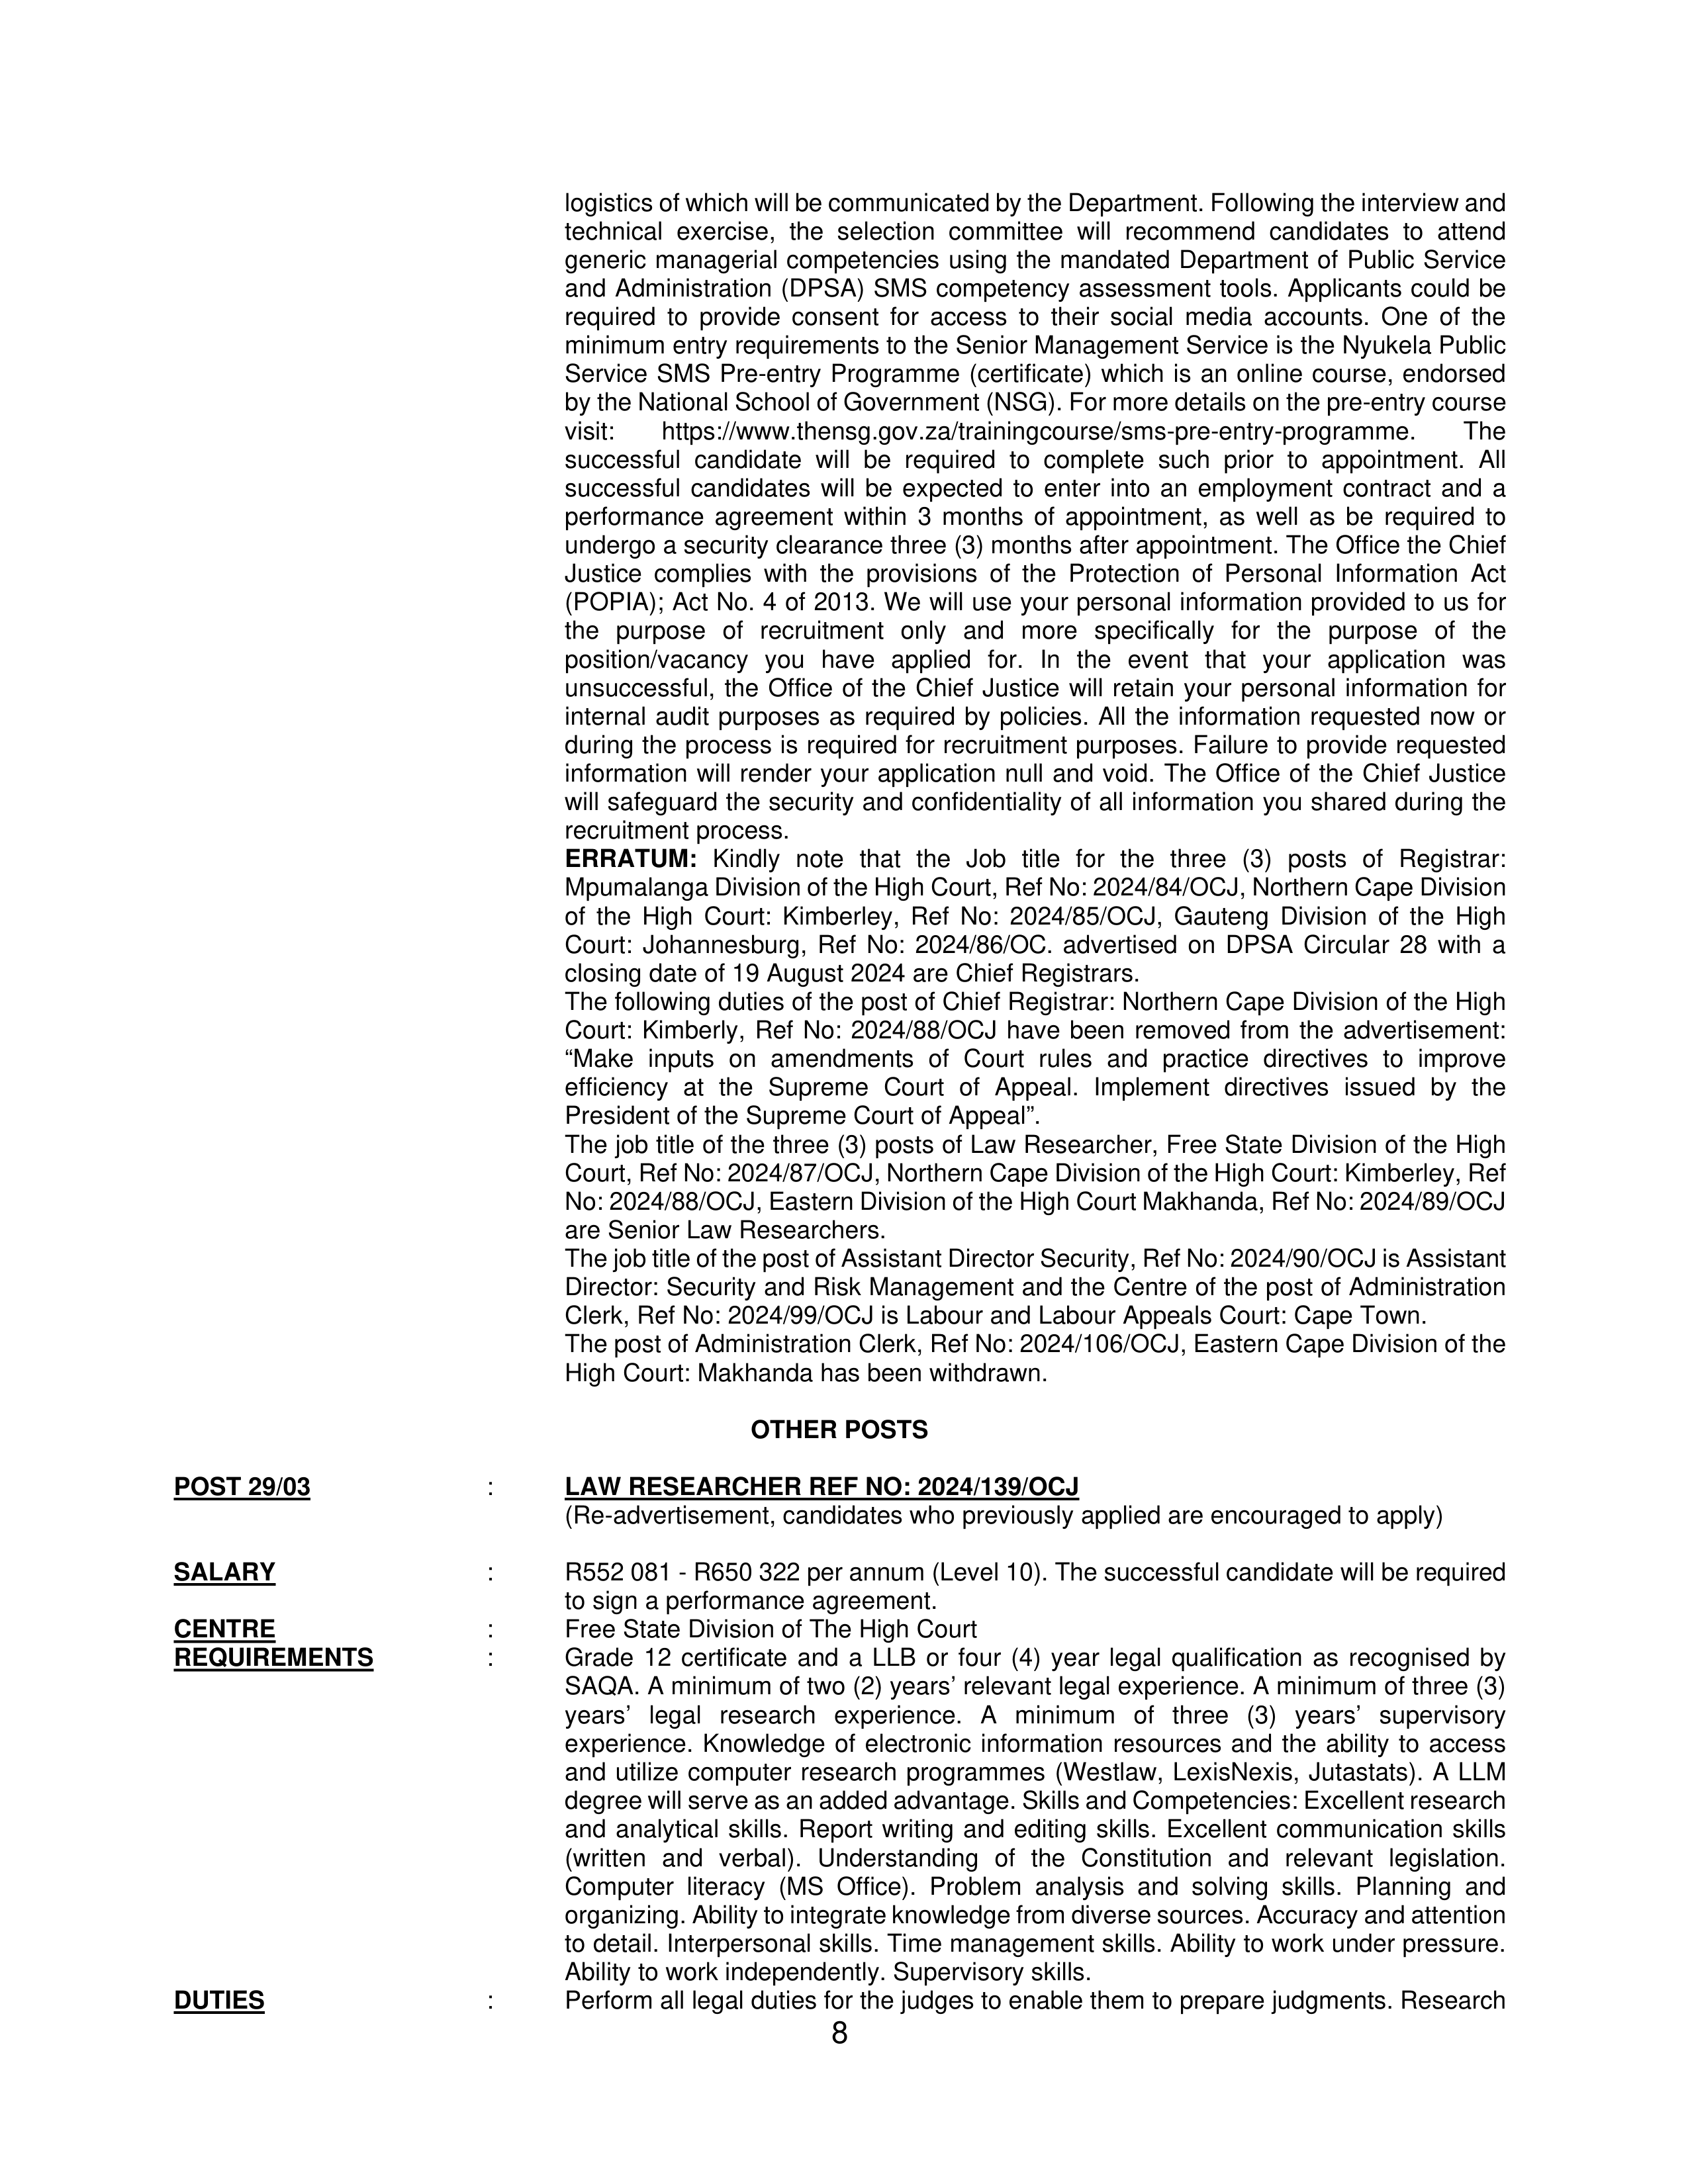 logistics of which will be communicated by the Department. Following the interview and
technical exercise, the selection committee will recommend candidates to attend
generic managerial competencies using the mandated Department of Public Service
and Administration (DPSA) SMS competency assessment tools. Applicants could be
required to provide consent for access to their social media accounts. One of the
minimum entry requirements to the Senior Management Service is the Nyukela Public
Service SMS Pre-entry Programme (certificate) which is an online course, endorsed
by the National School of Government (NSG). For more details on the pre-entry course
visit: https://www.thensg.gov.za/trainingcourse/sms-pre-entry-programme. The
successful candidate will be required to complete such prior to appointment. All
successful candidates will be expected to enter into an employment contract and a
performance agreement within 3 months of appointment, as well as be required to
undergo a security clearance three (3) months after appointment. The Office the Chief
Justice complies with the provisions of the Protection of Personal Information Act
(POPIA); Act No. 4 of 2013. We will use your personal information provided to us for
the purpose of recruitment only and more specifically for the purpose of the
position/vacancy you have applied for. In the event that your application was
unsuccessful, the Office of the Chief Justice will retain your personal information for
internal audit purposes as required by policies. All the information requested now or
during the process is required for recruitment purposes. Failure to provide requested
information will render your application null and void. The Office of the Chief Justice
will safeguard the security and confidentiality of all information you shared during the
recruitment process.
ERRATUM: Kindly note that the Job title for the three (3) posts of Registrar:
Mpumalanga Division of the High Court, Ref No: 2024/84/OCJ, Northern Cape Division
of the High Court: Kimberley, Ref No: 2024/85/OCJ, Gauteng Division of the High
Court: Johannesburg, Ref No: 2024/86/OC. advertised on DPSA Circular 28 with a
closing date of 19 August 2024 are Chief Registrars.
The following duties of the post of Chief Registrar: Northern Cape Division of the High
Court: Kimberly, Ref No: 2024/88/OCJ have been removed from the advertisement:
“Make inputs on amendments of Court rules and practice directives to improve
efficiency at the Supreme Court of Appeal. Implement directives issued by the
President of the Supreme Court of Appeal”.
The job title of the three (3) posts of Law Researcher, Free State Division of the High
Court, Ref No: 2024/87/OCJ, Northern Cape Division of the High Court: Kimberley, Ref
No: 2024/88/OCJ, Eastern Division of the High Court Makhanda, Ref No: 2024/89/OCJ
are Senior Law Researchers.
The job title of the post of Assistant Director Security, Ref No: 2024/90/OCJ is Assistant
Director: Security and Risk Management and the Centre of the post of Administration
Clerk, Ref No: 2024/99/OCJ is Labour and Labour Appeals Court: Cape Town.
The post of Administration Clerk, Ref No: 2024/106/OCJ, Eastern Cape Division of the
High Court: Makhanda has been withdrawn.
OTHER POSTS
POST 29/03 : LAW RESEARCHER REF NO: 2024/139/OCJ
(Re-advertisement, candidates who previously applied are encouraged to apply)
SALARY : R552 081 - R650 322 per annum (Level 10). The successful candidate will be required
to sign a performance agreement.
CENTRE : Free State Division of The High Court
REQUIREMENTS : Grade 12 certificate and a LLB or four (4) year legal qualification as recognised by
SAQA. A minimum of two (2) years’ relevant legal experience. A minimum of three (3)
years’ legal research experience. A minimum of three (3) years’ supervisory
experience. Knowledge of electronic information resources and the ability to access
and utilize computer research programmes (Westlaw, LexisNexis, Jutastats). A LLM
degree will serve as an added advantage. Skills and Competencies: Excellent research
and analytical skills. Report writing and editing skills. Excellent communication skills
(written and verbal). Understanding of the Constitution and relevant legislation.
Computer literacy (MS Office). Problem analysis and solving skills. Planning and
organizing. Ability to integrate knowledge from diverse sources. Accuracy and attention
to detail. Interpersonal skills. Time management skills. Ability to work under pressure.
Ability to work independently. Supervisory skills.
DUTIES : Perform all legal duties for the judges to enable them to prepare judgments. Research
8